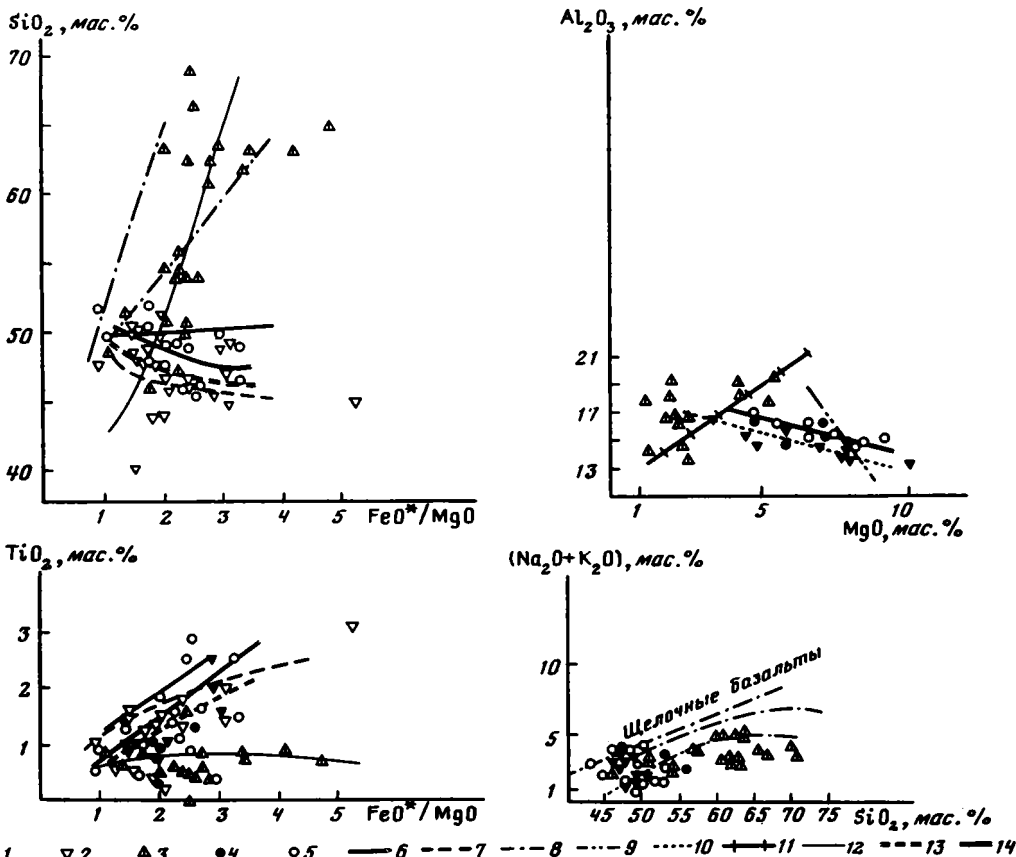 SiO₂, мас.%
70
60
50
40
1 2 3 4 5 FeO*/MgO
Al₂O₃, мас.%
21
17
13
1 5 10
MgO, мас.%
TiO₂, мас.%
3
2
1
1 2 3 4 5 FeO*/MgO
(Na₂O+K₂O), мас.%
10
5
1
Щелочные базальты
45 50 55 60 65 70 75 SiO₂, мас.%
1 2 3 4 5 6 7 8 9 10 11 12 13 14